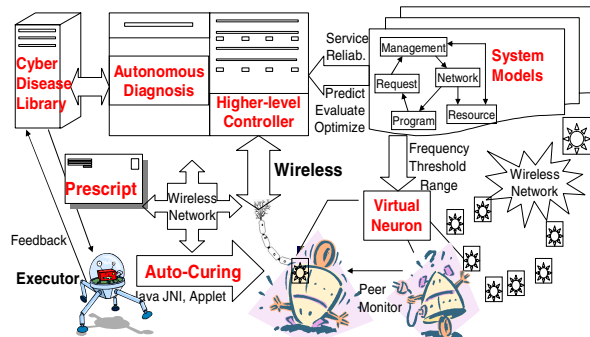 Cyber
Disease
Library
Autonomous
Diagnosis
Higher-level
Controller
Service
Reliab.
Predict
Evaluate
Optimize
Management
Network
Request
Resource
Program
System
Models
Prescript
Wireless
Network
Wireless
Frequency
Threshold
Range
Wireless
Network
Virtual
Neuron
Feedback
Executor
Auto-Curing
Java JNI, Applet
Peer
Monitor